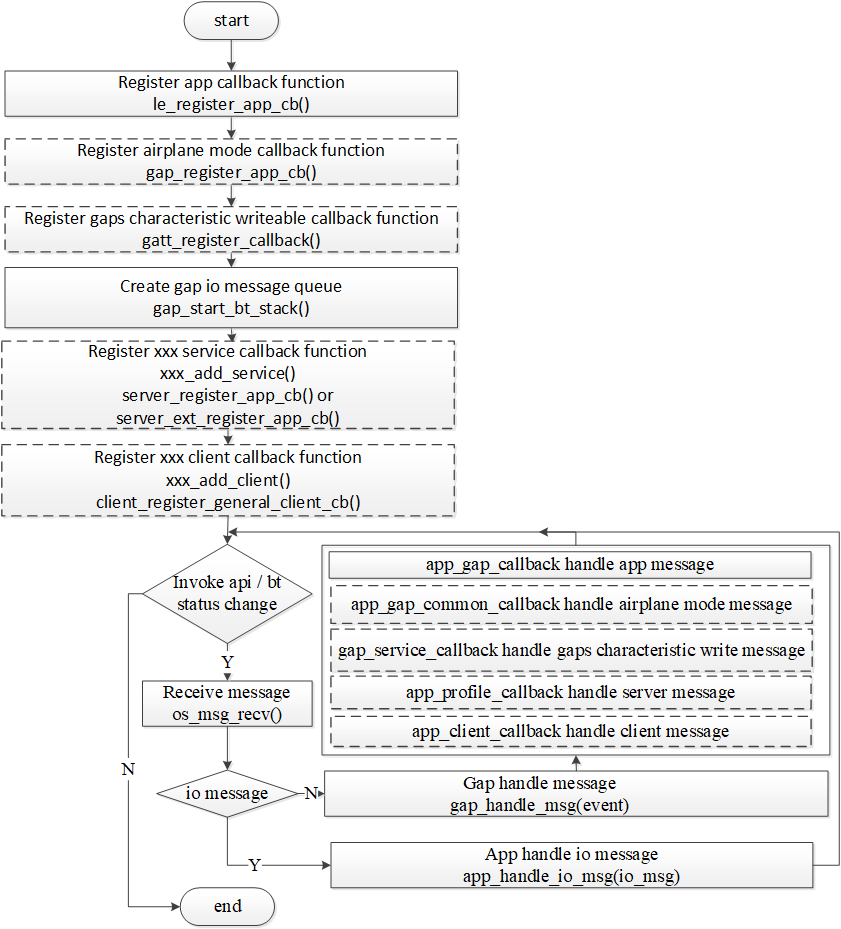 start
Register app callback function
le_register_app_cb()
Register airplane mode callback function
gap_register_app_cb()
Register gaps characteristic writeable callback function
gatt_register_callback()
Create gap io message queue
gap_start_bt_stack()
Register xxx service callback function
xxx_add_service()
server_register_app_cb() or
server_ext_register_app_cb()
Register xxx client callback function
xxx_add_client()
client_register_general_client_cb()
Invoke api / bt
status change
Y
Receive message
os_msg_recv()
N
io message
N
Y
app_gap_callback handle app message
app_gap_common_callback handle airplane mode message
gap_service_callback handle gaps characteristic write message
app_profile_callback handle server message
app_client_callback handle client message
Gap handle message
gap_handle_msg(event)
App handle io message
app_handle_io_msg(io_msg)
end